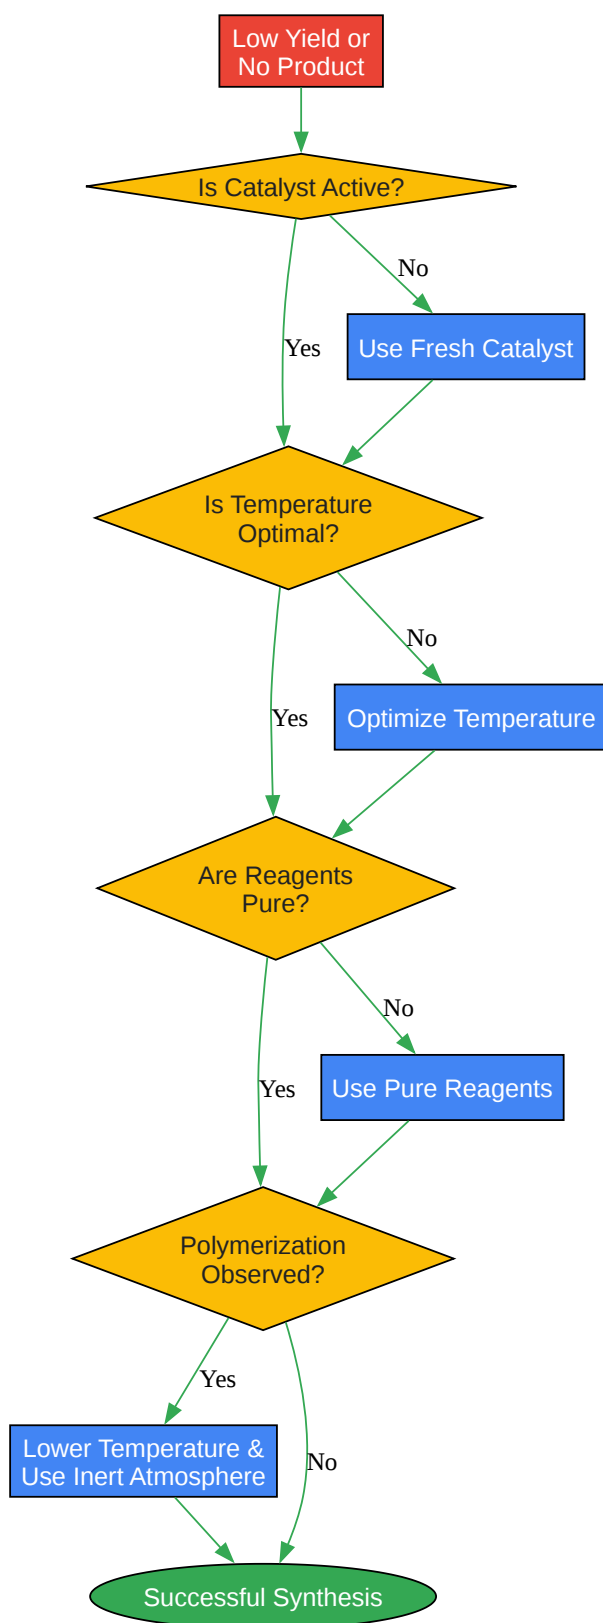 Low Yield or
No Product
Is Catalyst Active?
No
Yes
Use Fresh Catalyst
Is Temperature
Optimal?
No
Yes
Optimize Temperature
Are Reagents
Pure?
No
Yes
Use Pure Reagents
Polymerization
Observed?
Yes
Lower Temperature &
Use Inert Atmosphere
No
Successful Synthesis